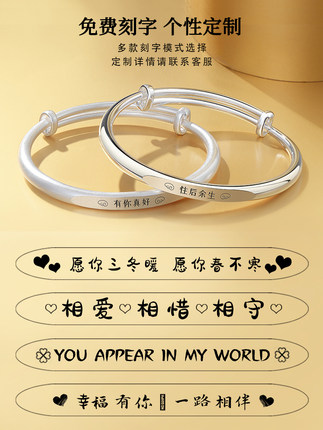 免费刻字 个性定制
多款刻字模式选择
定制详情请联系客服
有你真好
往后余生
愿你三冬暖 愿你春不寒
相爱♡相惜♡相守
YOU APPEAR IN MY WORLD
幸福有你 一路相伴